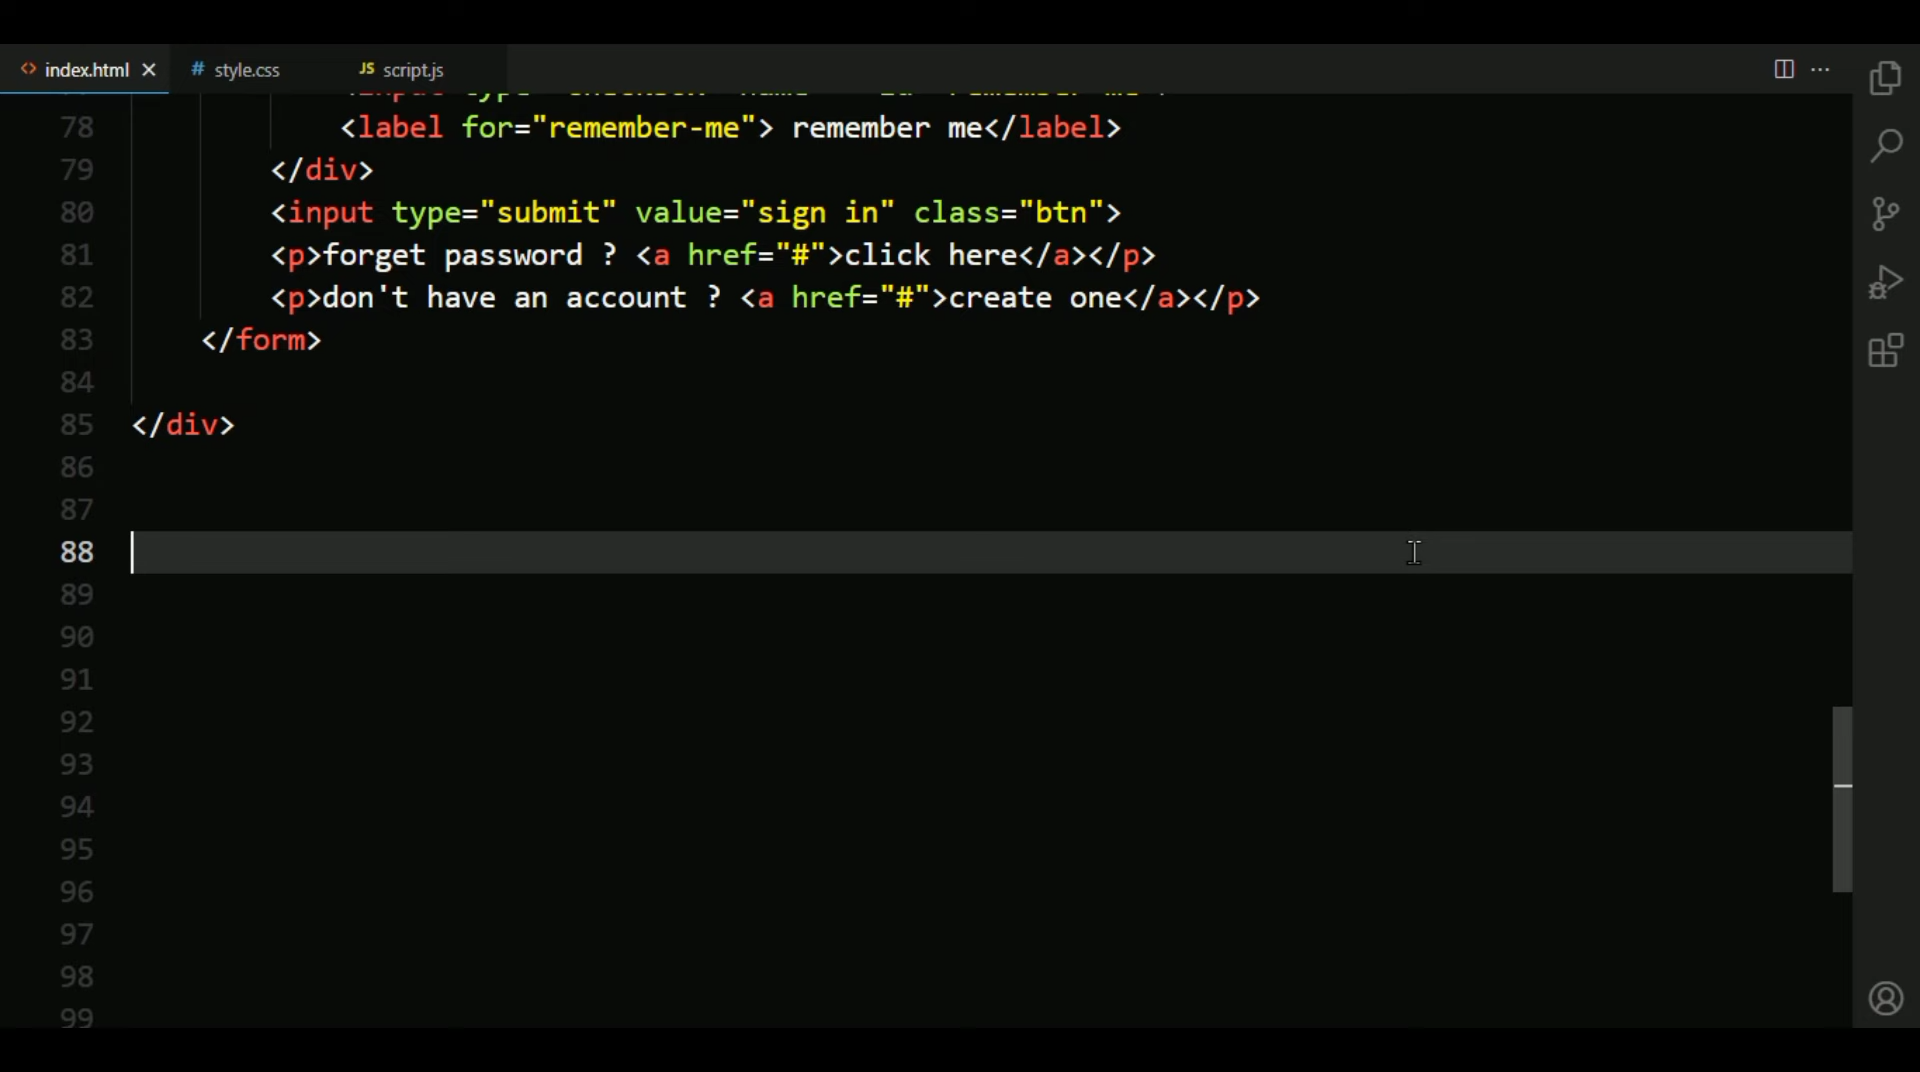 index.html
style.css
JS script.js
78 <label for="remember-me"> remember me</label>
79 </div>
80 <input type="submit" value="sign in" class="btn">
81 <p>forget password ? <a href="#">click here</a></p>
82 <p>don't have an account ? <a href="#">create one</a></p>
83 </form>
84
85 </div>
86
87
88
89
90
91
92
93
94
95
96
97
98
99